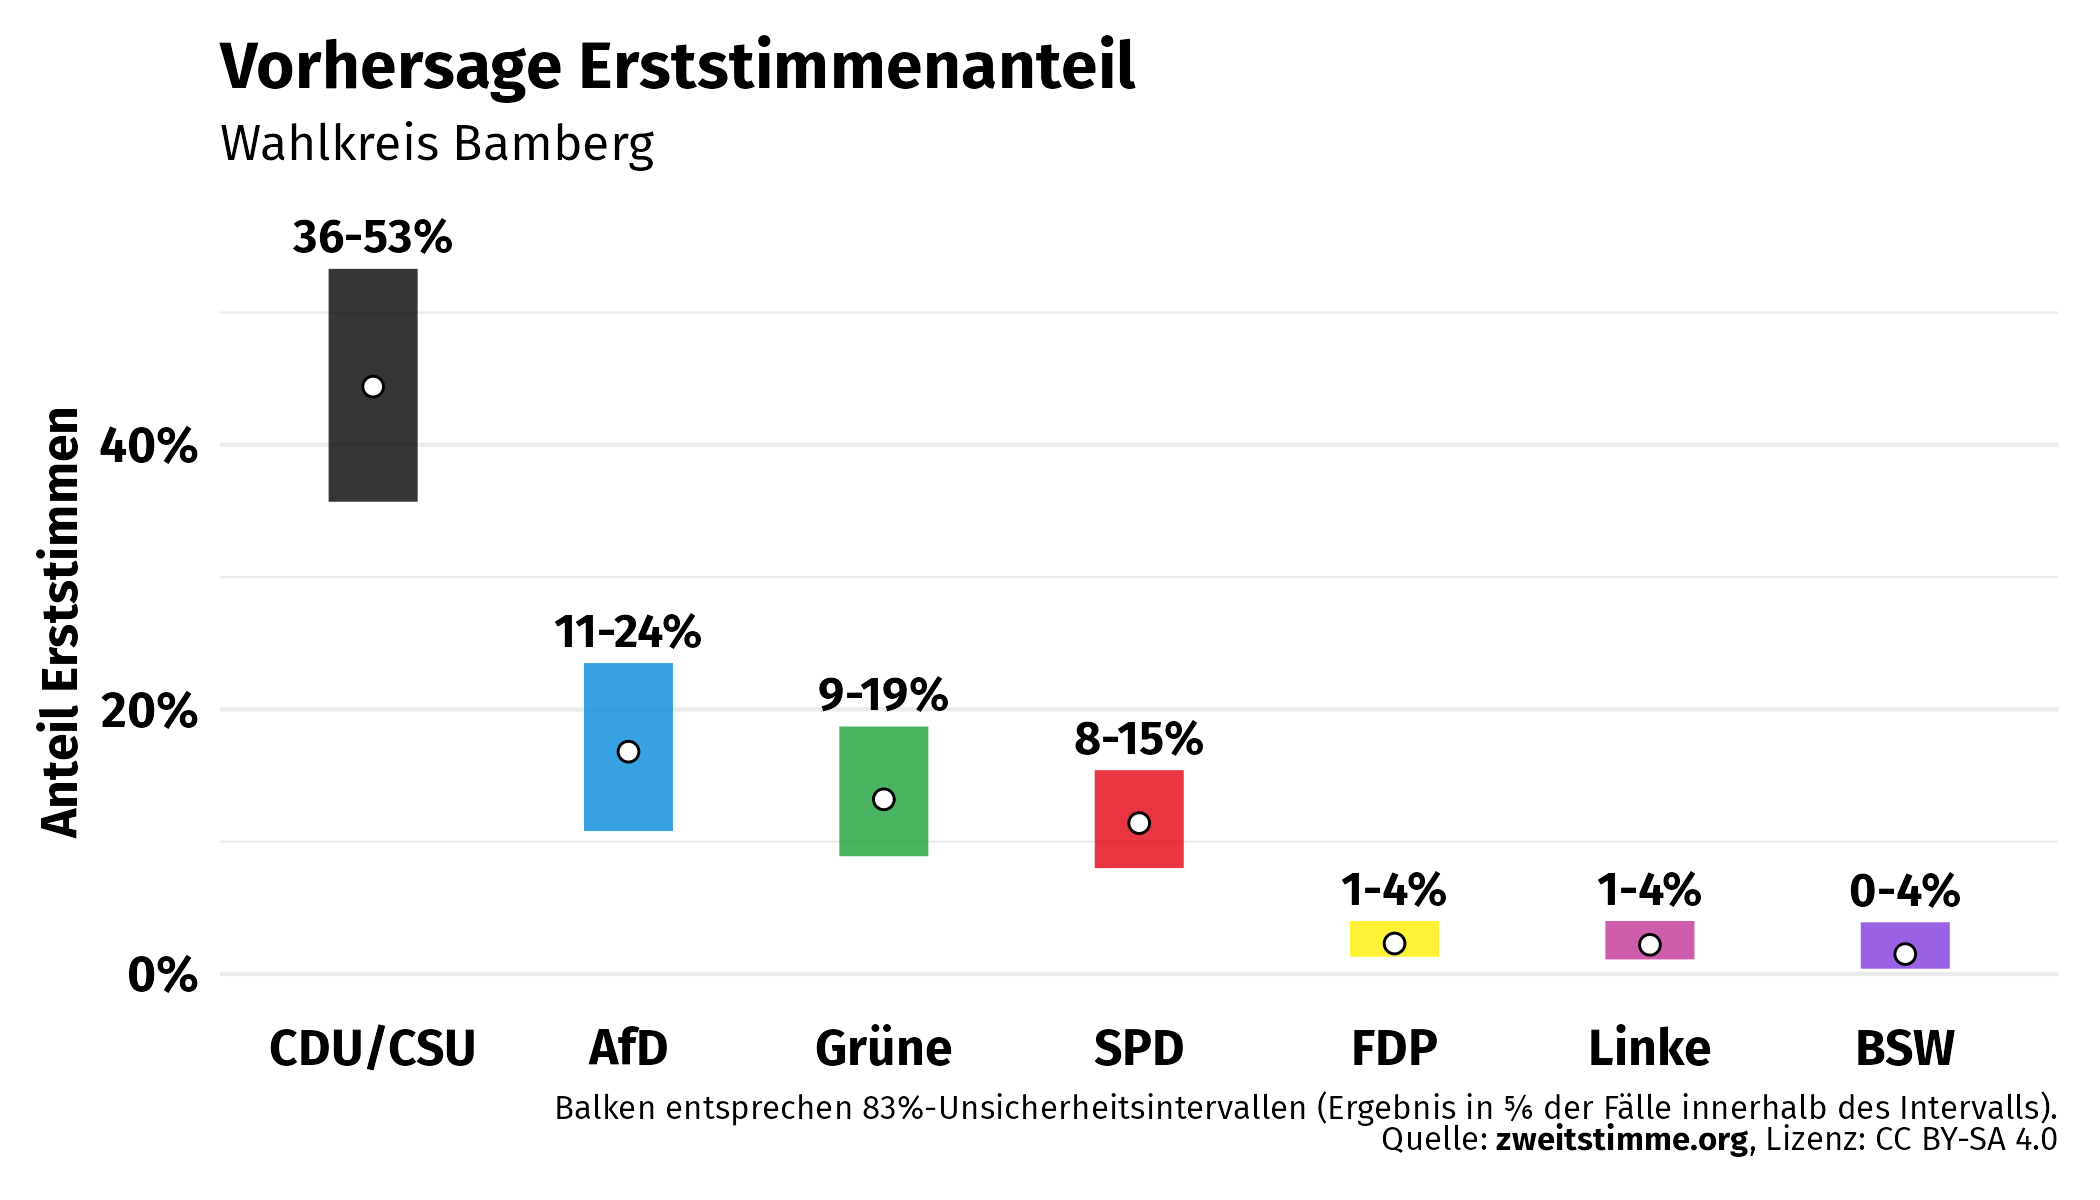 Vorhersage Erststimmenanteil
Wahlkreis Bamberg
Anteil Erststimmen
40%
20%
0%
36-53%
11-24%
9-19%
8-15%
1-4%
1-4%
0-4%
CDU/CSU
AfD
Grüne
SPD
FDP
Linke
BSW
Balken entsprechen 83%-Unsicherheitsintervallen (Ergebnis in ⅚ der Fälle innerhalb des Intervalls).
Quelle: zweitstimme.org, Lizenz: CC BY-SA 4.0